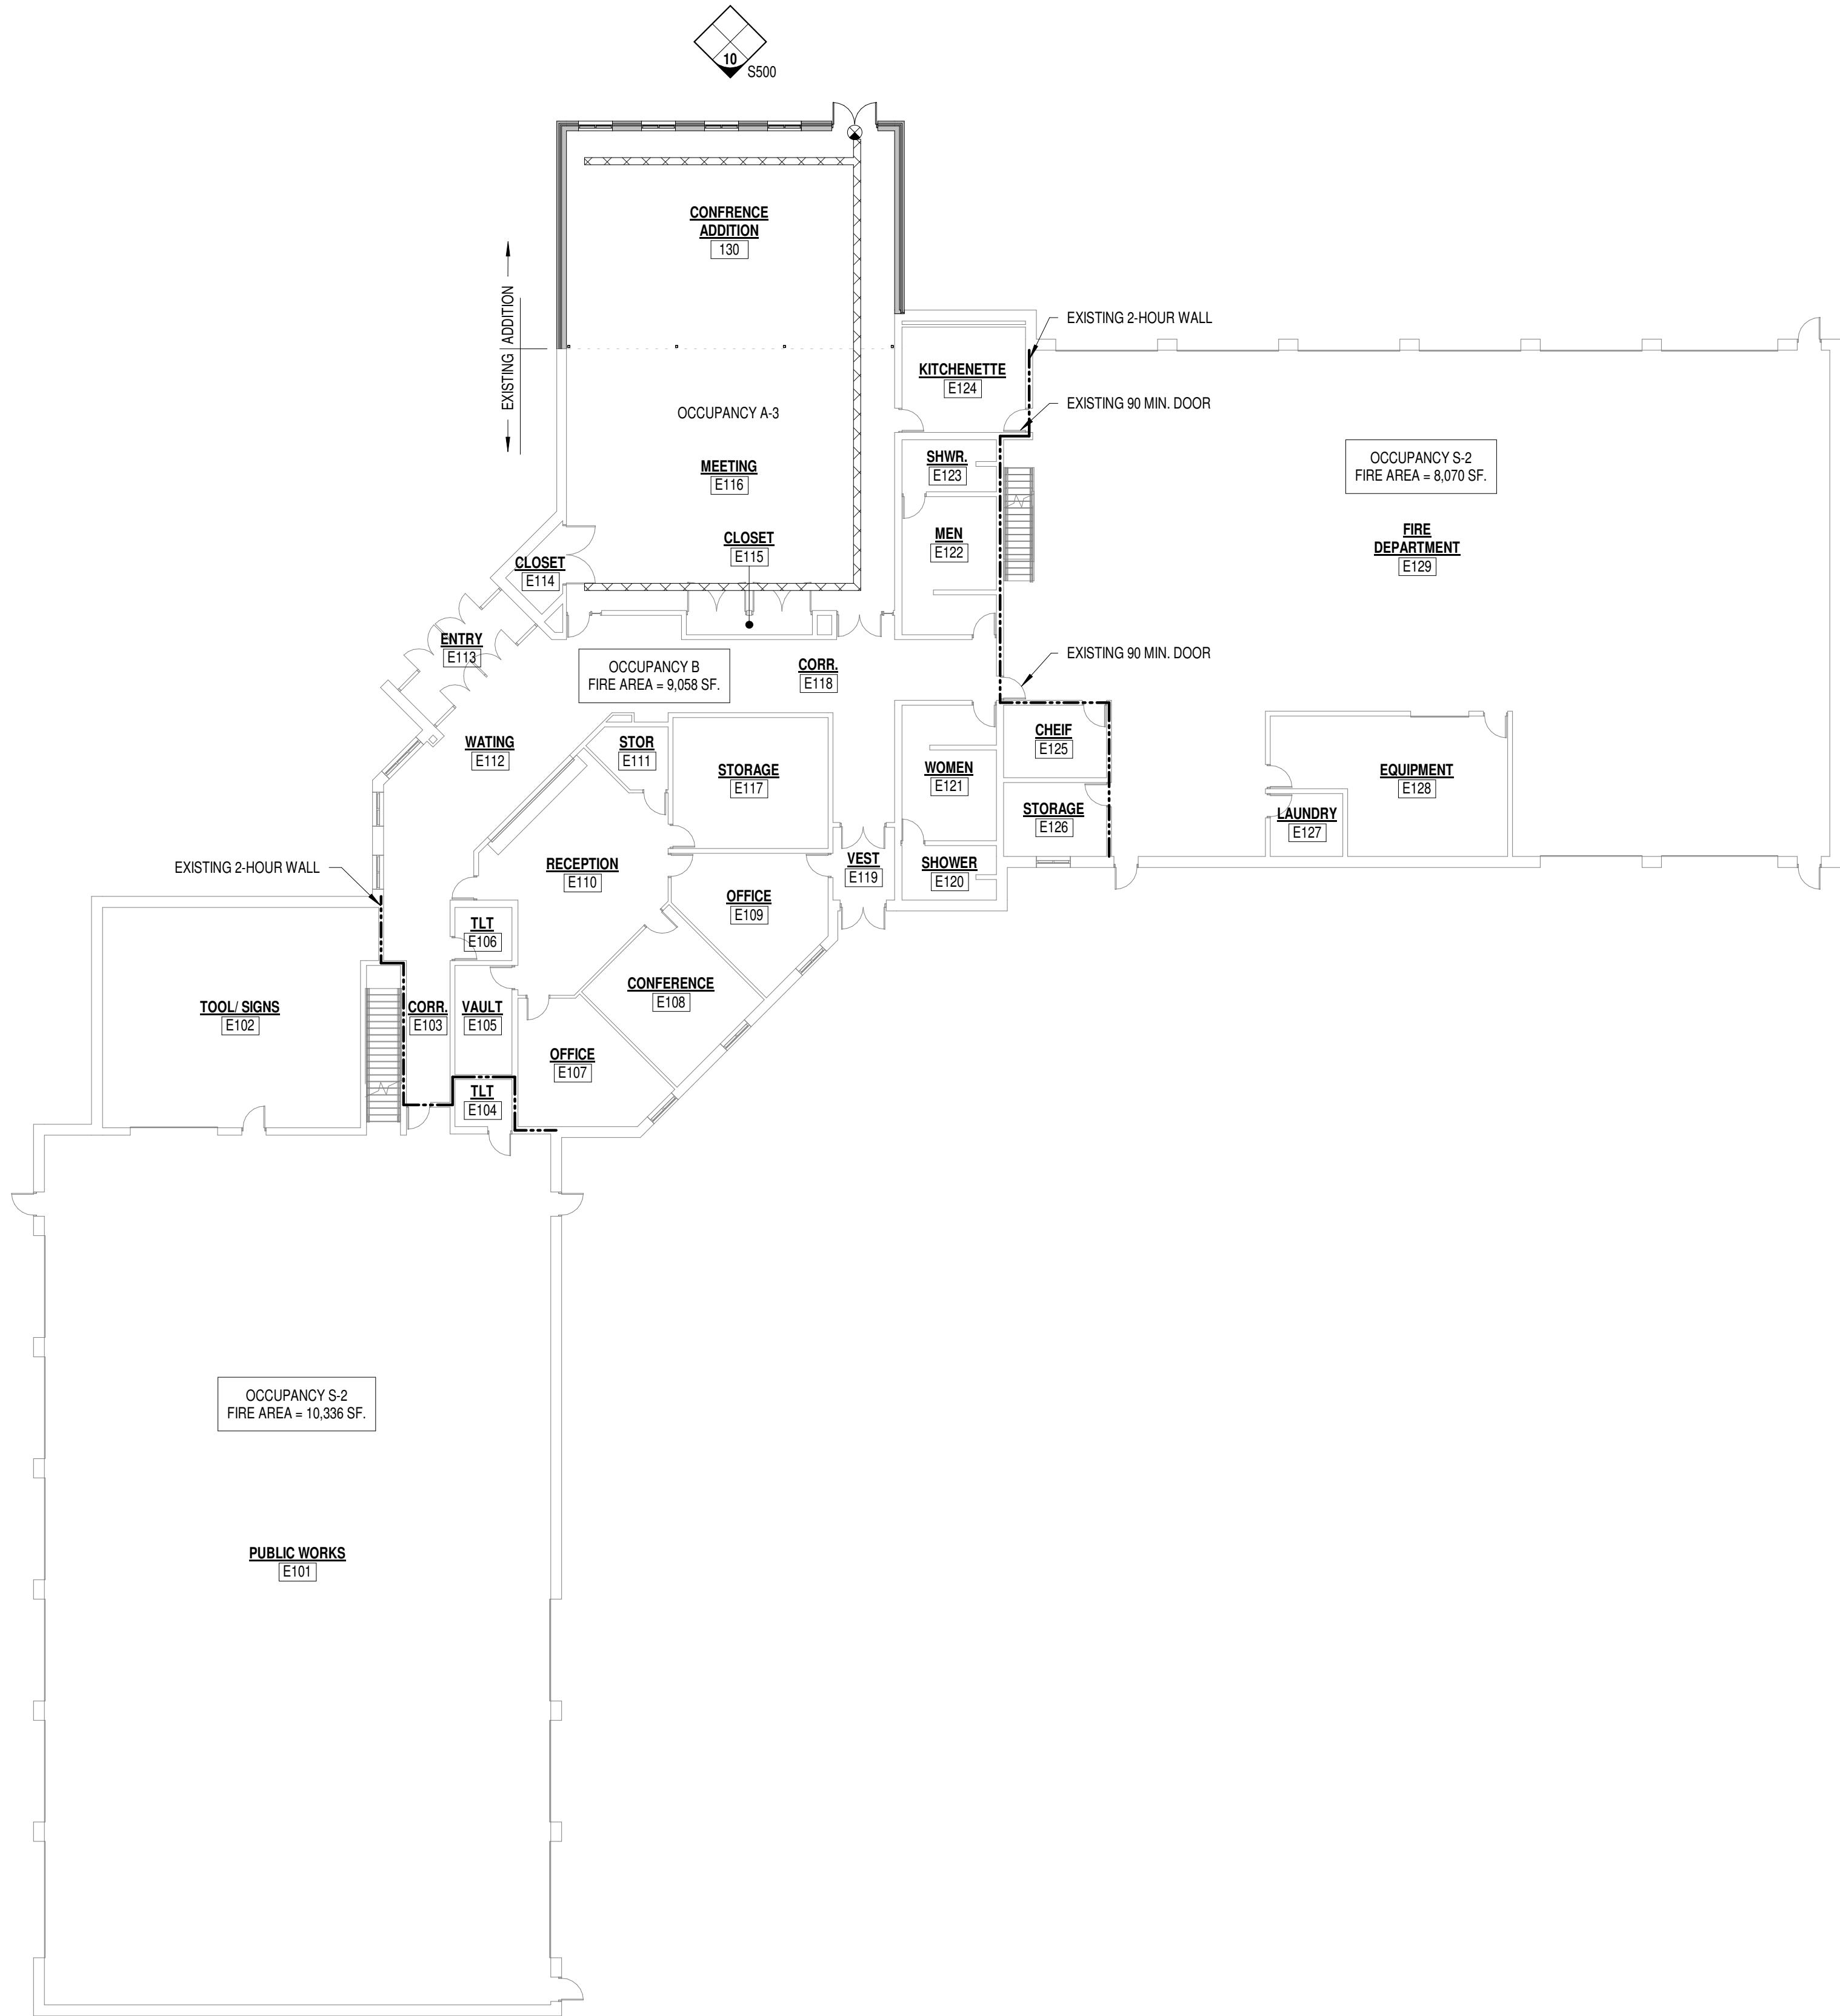 10
S500
CONFRENCE
ADDITION
130
ADDITION
EXISTING
EXISTING 2-HOUR WALL
KITCHENETTE
E124
EXISTING 90 MIN. DOOR
OCCUPANCY A-3
MEETING
E116
SHWR.
E123
OCCUPANCY S-2
FIRE AREA = 8,070 SF.
MEN
E122
FIRE
DEPARTMENT
E129
CLOSET
E115
CLOSET
E114
ENTRY
E113
OCCUPANCY B
FIRE AREA = 9,058 SF.
CORR.
E118
EXISTING 90 MIN. DOOR
WATING
E112
STOR
E111
STORAGE
E117
CHEIF
E125
WOMEN
E121
EQUIPMENT
E128
STORAGE
E126
LAUNDRY
E127
EXISTING 2-HOUR WALL
RECEPTION
E110
VEST
E119
SHOWER
E120
OFFICE
E109
TLT
E106
CONFERENCE
E108
TOOL/ SIGNS
E102
CORR.
E103
VAULT
E105
OFFICE
E107
TLT
E104
OCCUPANCY S-2
FIRE AREA = 10,336 SF.
PUBLIC WORKS
E101